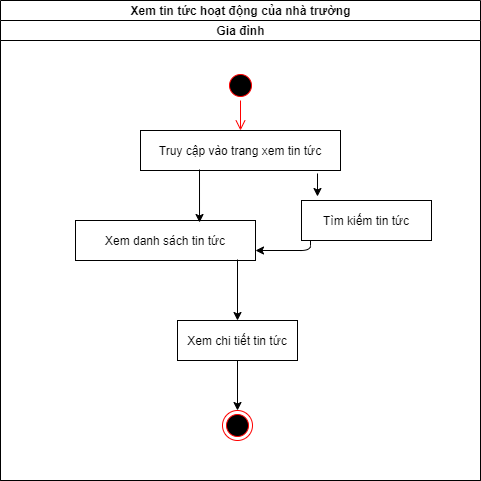 Xem tin tức hoạt động của nhà trường
Gia đình
Truy cập vào trang xem tin tức
Tìm kiếm tin tức
Xem danh sách tin tức
Xem chi tiết tin tức